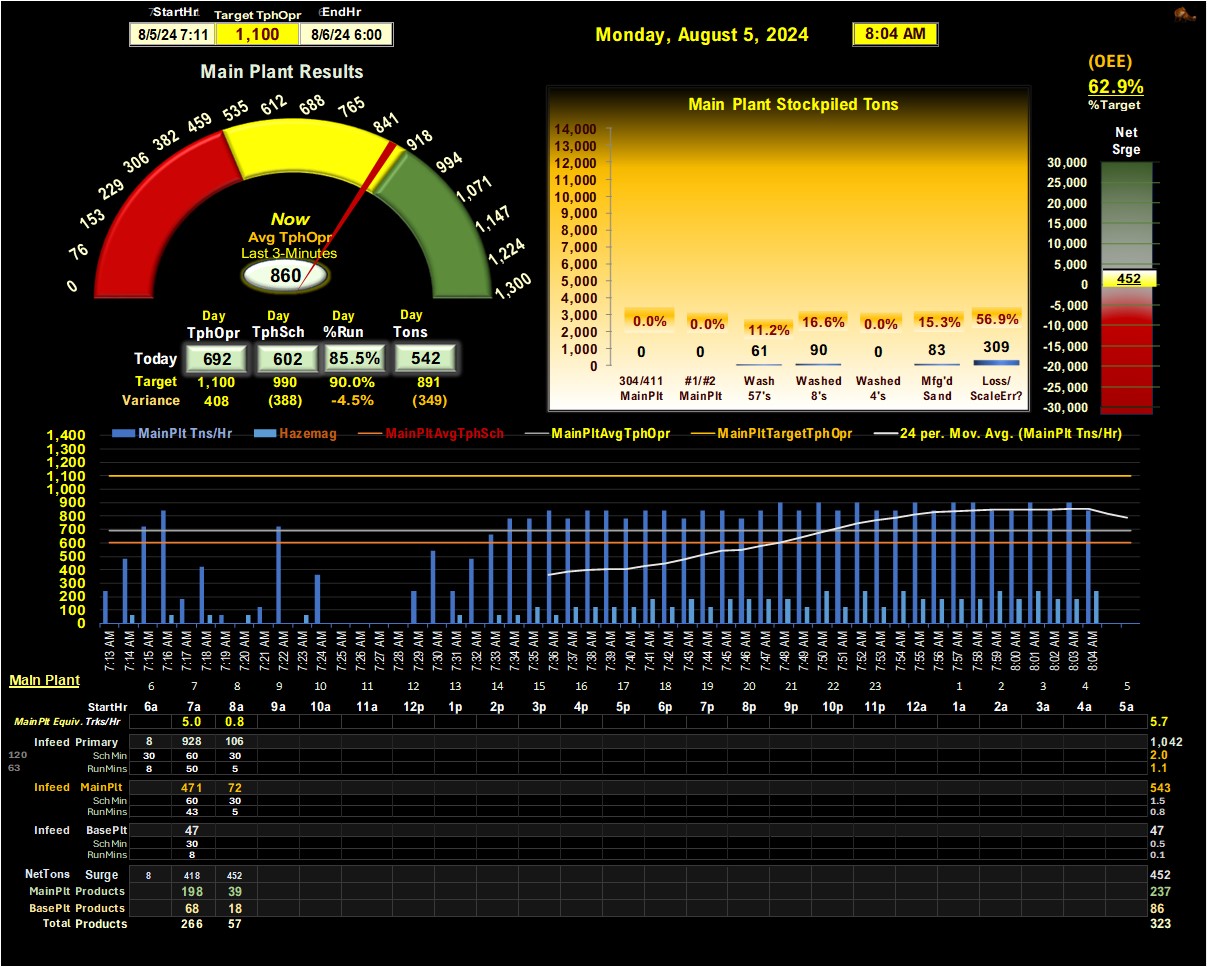 StartHr Target TphOpr EndHr
8/5/24 7:11 1,100 8/6/24 6:00
Monday, August 5, 2024 8:04 AM
(OEE)
62.9%
%Target
Main Plant Results
0 76 153 229 306 382 459 535 612 688 765 841 918 994 1,071 1,147 1,224 1,300
Now
Avg TphOpr
Last 3-Minutes
860
Day Day Day Day
TphOpr TphSch %Run Tons
Today 692 602 85.5% 542
Target 1,100 990 90.0% 891
Variance 408 (388) -4.5% (349)
Main Plant Stockpiled Tons
14,000
13,000
12,000
11,000
10,000
9,000
8,000
7,000
6,000
5,000
4,000
3,000
2,000
1,000
0
0.0% 0.0% 11.2% 16.6% 0.0% 15.3% 56.9%
0 0 61 90 0 83 309
304/411 #1/#2 Wash Washed Washed Mfg'd Loss/
MainPlt MainPlt 57's 8's 4's Sand ScaleErr?
Net
Srge
30,000
25,000
20,000
15,000
10,000
5,000
0
-5,000
-10,000
-15,000
-20,000
-25,000
-30,000
452
MainPlt Tns/Hr Hazemag MainPltAvgTphSch MainPltAvgTphOpr MainPltTargetTphOpr 24 per. Mov. Avg. (MainPlt Tns/Hr)
1,400
1,300
1,200
1,100
1,000
900
800
700
600
500
400
300
200
100
0
7:13 AM 7:14 AM 7:15 AM 7:16 AM 7:17 AM 7:18 AM 7:19 AM 7:20 AM 7:21 AM 7:22 AM 7:23 AM 7:24 AM 7:25 AM 7:26 AM 7:27 AM 7:28 AM 7:29 AM 7:30 AM 7:31 AM 7:32 AM 7:33 AM 7:34 AM 7:35 AM 7:36 AM 7:37 AM 7:38 AM 7:39 AM 7:40 AM 7:41 AM 7:42 AM 7:43 AM 7:44 AM 7:45 AM 7:46 AM 7:47 AM 7:48 AM 7:49 AM 7:50 AM 7:51 AM 7:52 AM 7:53 AM 7:54 AM 7:55 AM 7:56 AM 7:57 AM 7:58 AM 7:59 AM 8:00 AM 8:01 AM 8:02 AM 8:03 AM 8:04 AM
Main Plant
6 7 8 9 10 11 12 13 14 15 16 17 18 19 20 21 22 23 1 2 3 4 5
StartHr 6a 7a 8a 9a 10a 11a 12p 1p 2p 3p 4p 5p 6p 7p 8p 9p 10p 11p 12a 1a 2a 3a 4a 5a
MainPlt Equiv. Trks/Hr 5.0 0.8 5.7
Infeed Primary 8 928 106 1,042
120 Sch Min 30 60 30 2.0
63 RunMins 8 50 5 1.1
Infeed MainPlt 471 72 543
Sch Min 60 30 1.5
RunMins 43 5 0.8
Infeed BasePlt 47 47
Sch Min 30 0.5
RunMins 8 0.1
NetTons Surge 8 418 452 452
MainPlt Products 198 39 237
BasePlt Products 68 18 86
Total Products 266 57 323